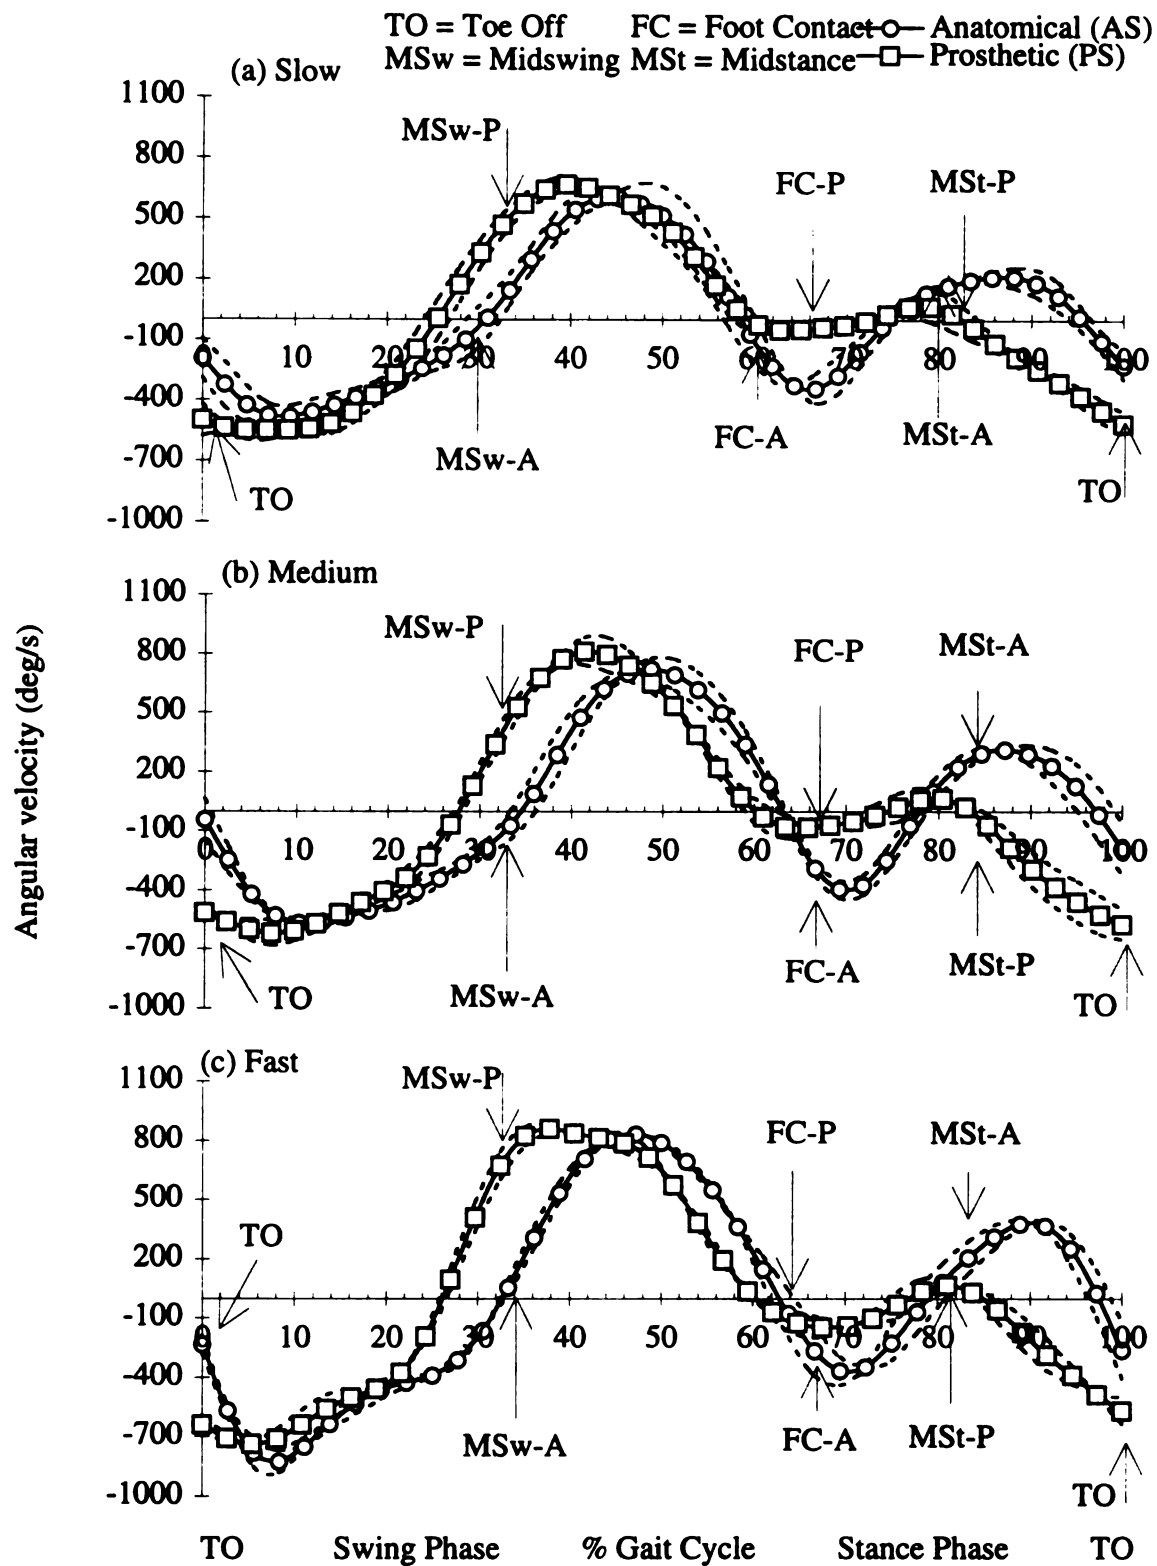 TO = Toe Off FC = Foot Contact Anatomical (AS)
MSw = Midswing MSt = Midstance Prosthetic (PS)
(a) Slow
1100
MSw-P
800
FC-P MSt-P
500
200
-100
0 10 20 30 40 50 60 70 80 90 100
-400
FC-A MSt-A
MSw-A
-700
TO TO
-1000
(b) Medium
1100
MSw-P
800
FC-P MSt-A
500
200
-100
0 10 20 30 40 50 60 70 80 90 100
-400
-700
FC-A MSt-P
TO MSw-A TO
-1000
Angular velocity (deg/s)
(c) Fast
1100
MSw-P
800
FC-P MSt-A
500
TO
200
-100
0 10 20 30 40 50 60 70 80 90 100
-400
-700
MSw-A FC-A MSt-P
-1000
TO
TO Swing Phase % Gait Cycle Stance Phase TO